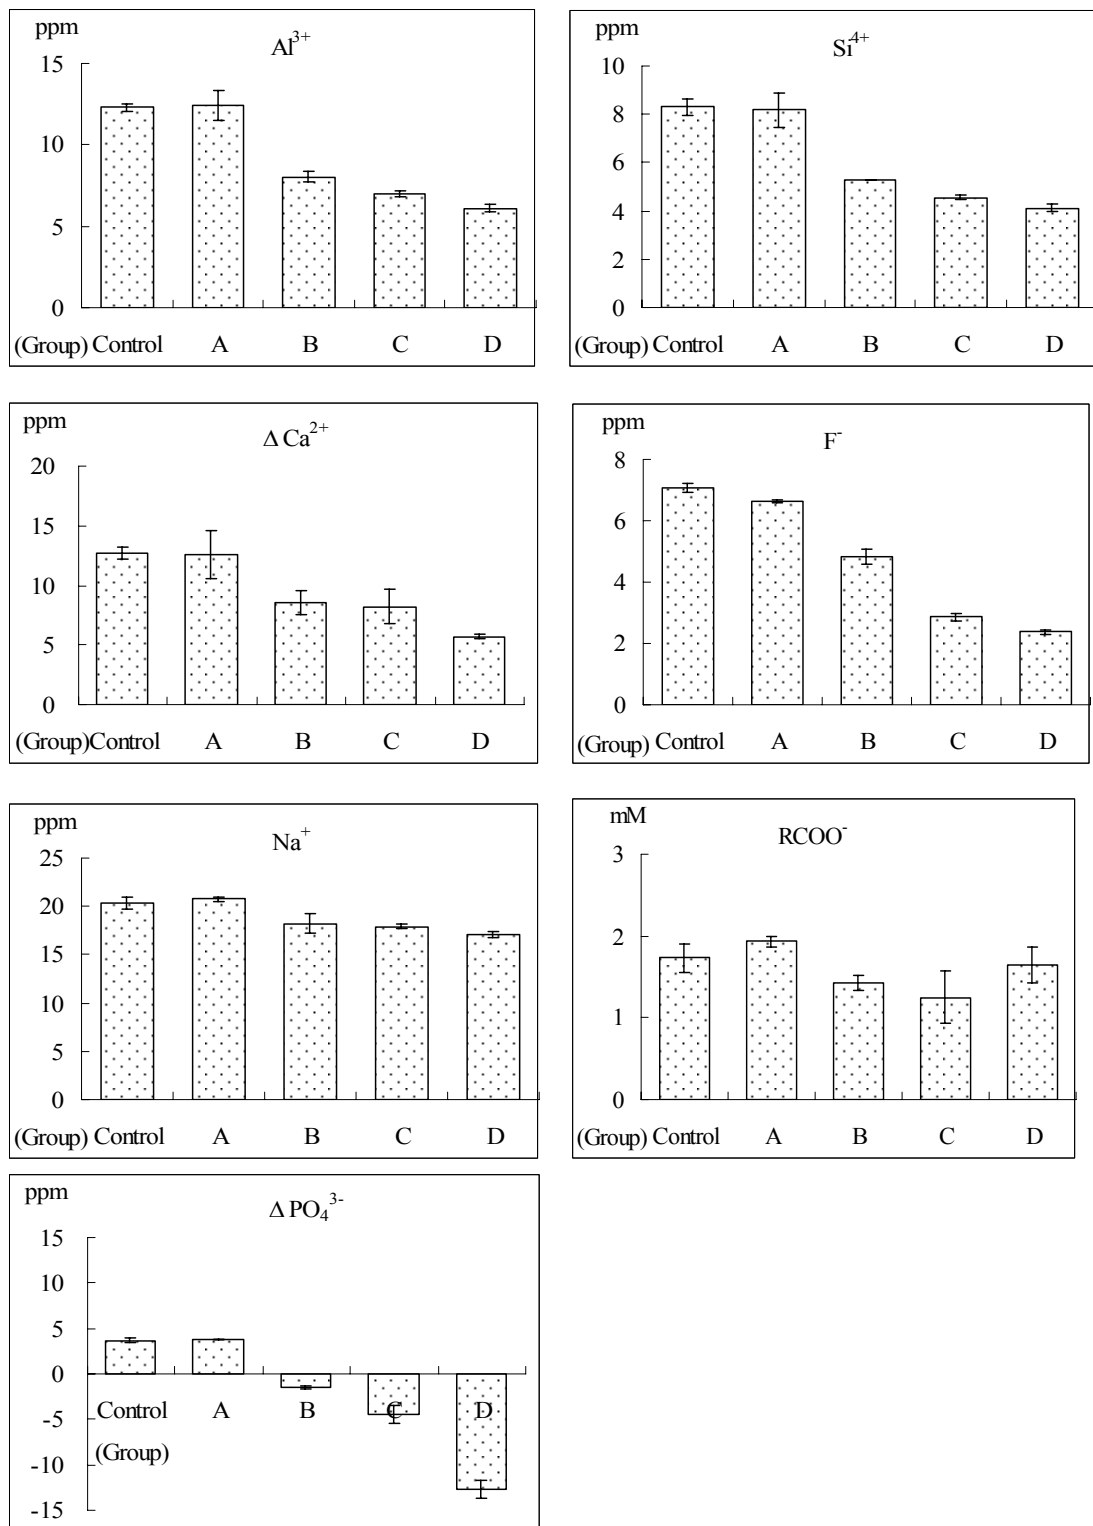 ppm
Al³⁺
15
10
5
0
(Group) Control A B C D
ppm
Si⁴⁺
10
8
6
4
2
0
(Group) Control A B C D
ppm
Δ Ca²⁺
20
15
10
5
0
(Group) Control A B C D
ppm
F⁻
8
6
4
2
0
(Group) Control A B C D
ppm
Na⁺
25
20
15
10
5
0
(Group) Control A B C D
mM
RCOO⁻
3
2
1
0
(Group) Control A B C D
ppm
Δ PO₄³⁻
15
10
5
0
Control A B C D
-5
(Group)
-10
-15